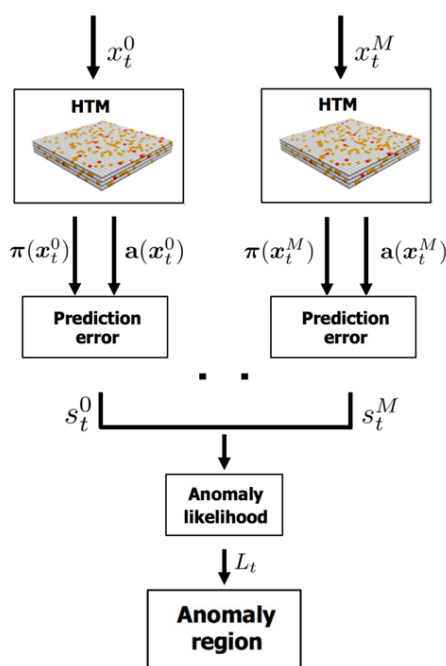 x_t^0 x_t^M
HTM HTM
π(x_t^0) a(x_t^0) π(x_t^M) a(x_t^M)
Prediction error Prediction error
s_t^0 s_t^M
Anomaly
likelihood
L_t
Anomaly
region